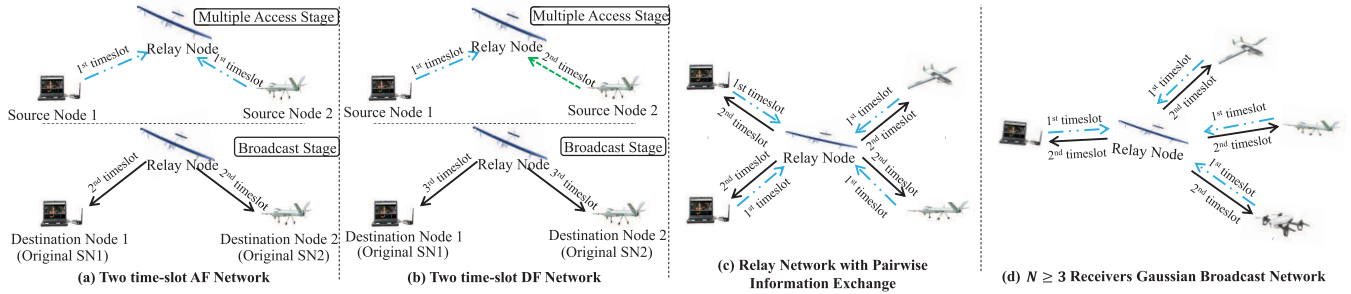 Multiple Access Stage
Relay Node
1st timeslot
1st timeslot
Source Node 1
Source Node 2
Broadcast Stage
Relay Node
2nd timeslot
2nd timeslot
Destination Node 1
(Original SN1)
Destination Node 2
(Original SN2)
(a) Two time-slot AF Network
Multiple Access Stage
Relay Node
1st timeslot
2nd timeslot
Source Node 1
Source Node 2
Broadcast Stage
Relay Node
3rd timeslot
3rd timeslot
Destination Node 1
(Original SN1)
Destination Node 2
(Original SN2)
(b) Two time-slot DF Network
1st timeslot
2nd timeslot
1st timeslot
2nd timeslot
Relay Node
2nd timeslot
1st timeslot
2nd timeslot
1st timeslot
(c) Relay Network with Pairwise
Information Exchange
1st timeslot
2nd timeslot
1st timeslot
2nd timeslot
Relay Node
1st timeslot
2nd timeslot
1st timeslot
2nd timeslot
(d) N ≥ 3 Receivers Gaussian Broadcast Network